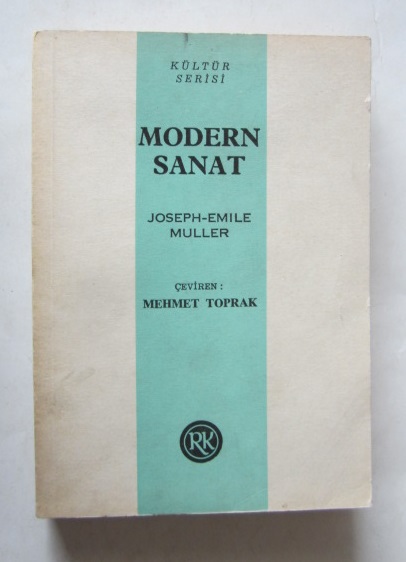 KÜLTÜR
SERİSİ
MODERN
SANAT
JOSEPH-EMILE
MULLER
ÇEVİREN :
MEHMET TOPRAK
RK